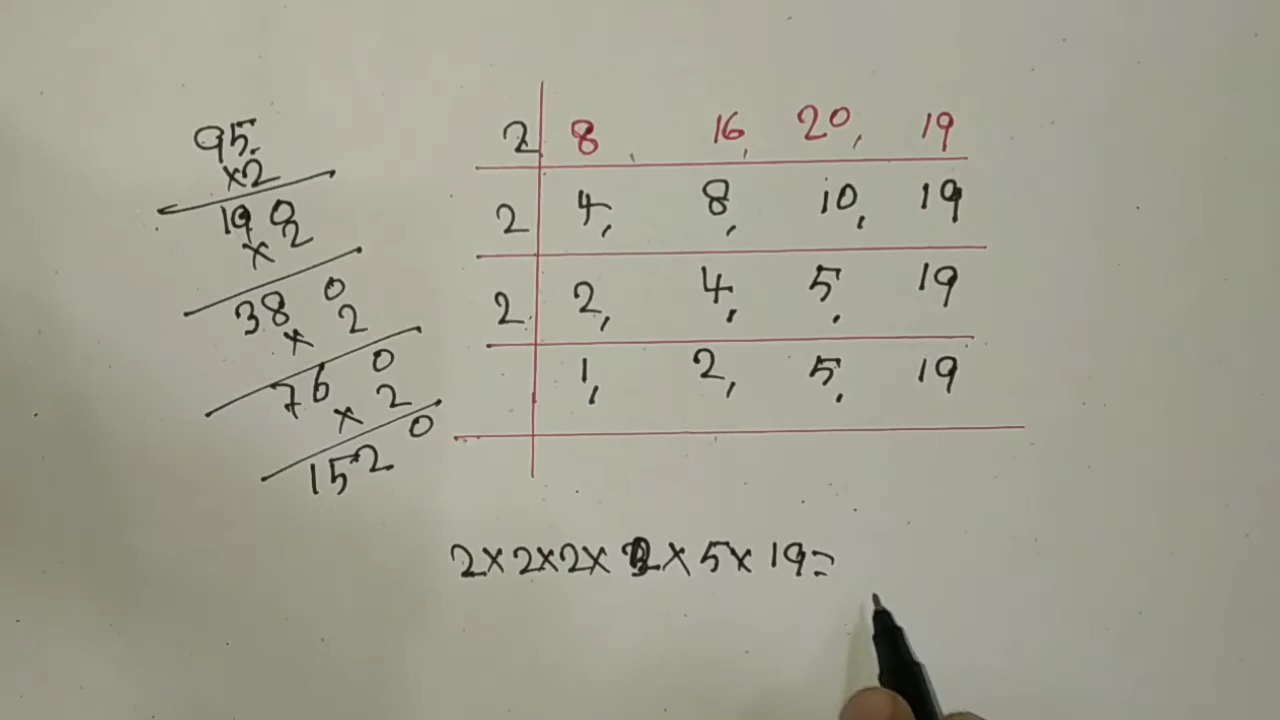 95.
×2
190
×2
380
×2
760
×2
1520
2 8, 16, 20, 19
2 4, 8, 10, 19
2 2, 4, 5, 19
1, 2, 5, 19
2×2×2×2×5×19=